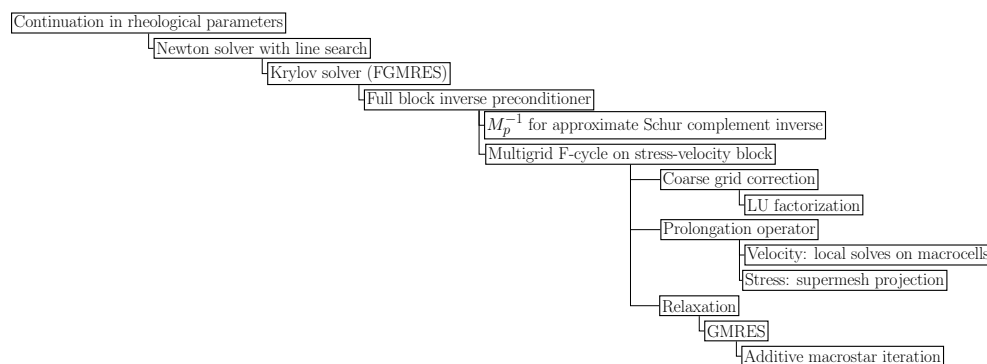 Continuation in rheological parameters
Newton solver with line search
Krylov solver (FGMRES)
Full block inverse preconditioner
$M_p^{-1}$ for approximate Schur complement inverse
Multigrid F-cycle on stress-velocity block
Coarse grid correction
LU factorization
Prolongation operator
Velocity: local solves on macrocells
Stress: supermesh projection
Relaxation
GMRES
Additive macrostar iteration